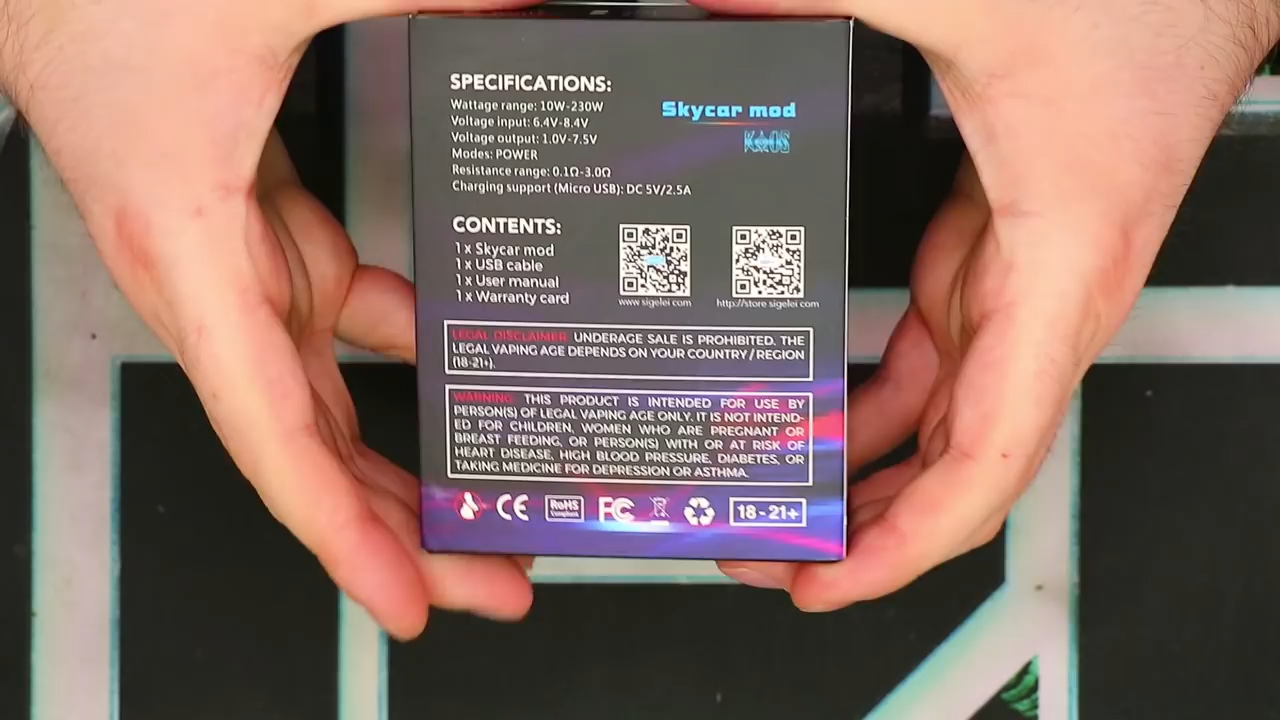 SPECIFICATIONS:
Wattage range: 10W-230W
Voltage input: 6.4V-8.4V
Voltage output: 1.0V-7.5V
Modes: POWER
Resistance range: 0.1Ω-3.0Ω
Charging support (Micro USB): DC 5V/2.5A
Skycar mod
KAOS
CONTENTS:
1 x Skycar mod
1 x USB cable
1 x User manual
1 x Warranty card
www.sigelei.com
http://store.sigelei.com
LEGAL DISCLAIMER: UNDERAGE SALE IS PROHIBITED. THE
LEGAL VAPING AGE DEPENDS ON YOUR COUNTRY / REGION
(18-21+).
WARNING: THIS PRODUCT IS INTENDED FOR USE BY
PERSON(S) OF LEGAL VAPING AGE ONLY. IT IS NOT INTEND-
ED FOR CHILDREN, WOMEN WHO ARE PREGNANT OR
BREAST FEEDING, OR PERSON(S) WITH OR AT RISK OF
HEART DISEASE, HIGH BLOOD PRESSURE, DIABETES, OR
TAKING MEDICINE FOR DEPRESSION OR ASTHMA.
CE RoHS FC 18 - 21+
Compliant